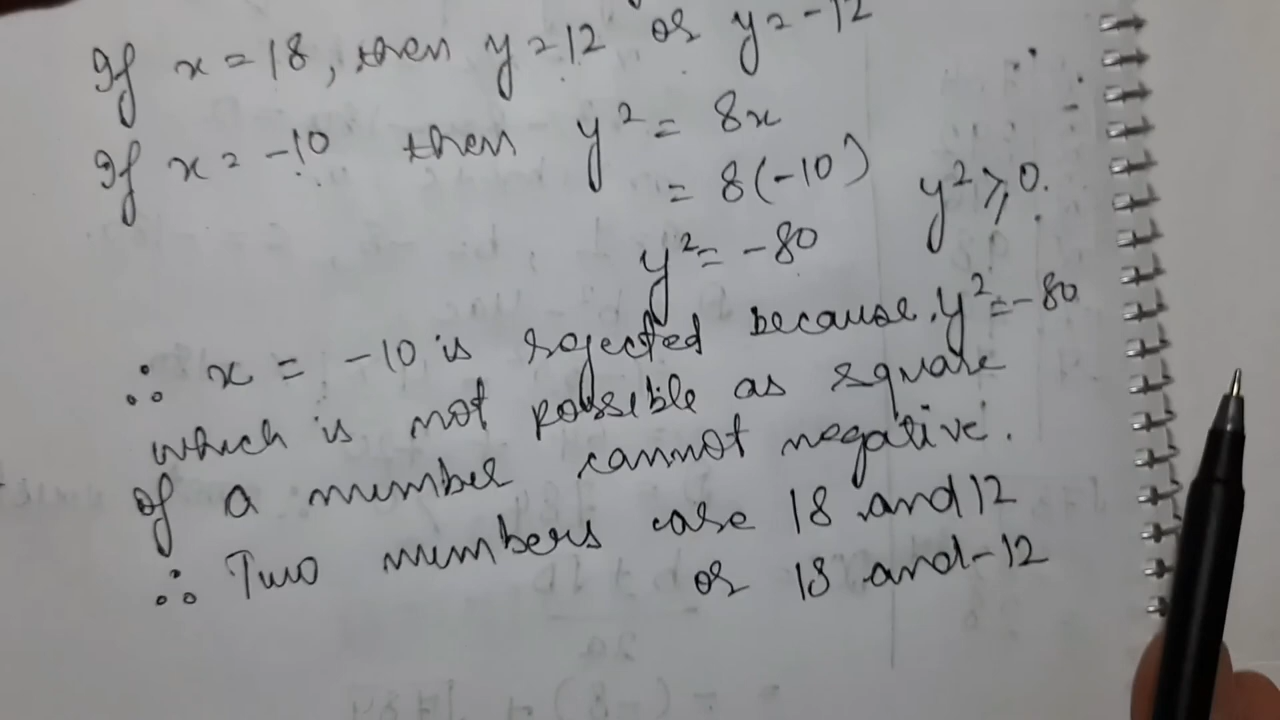 If x = 18, then y = 12 or y = -12
If x = -10 then y² = 8x
= 8(-10) y² ⩾ 0.
y² = -80
∴ x = -10 is rejected because y² = -80
which is not possible as square
of a number cannot negative.
∴ Two numbers are 18 and 12
or 18 and -12